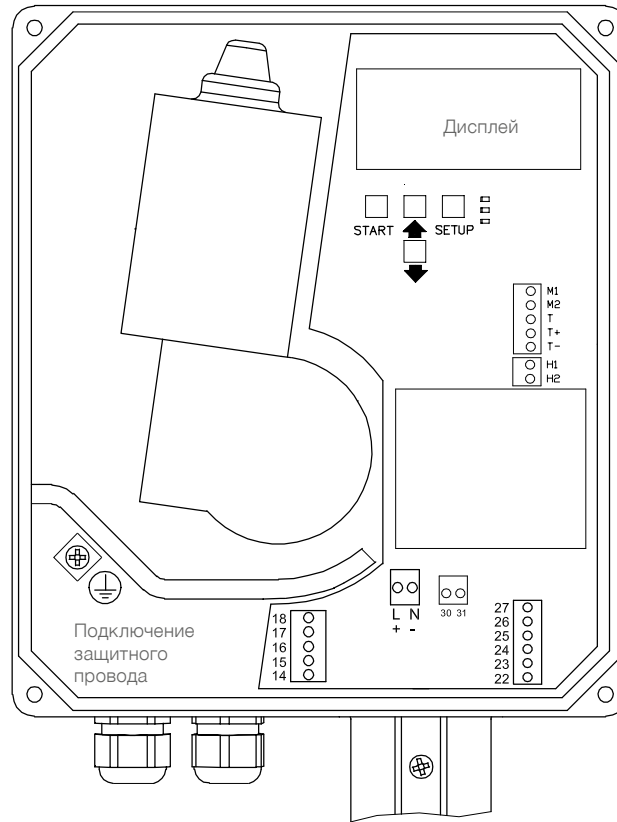 Дисплей
START SETUP
M1
M2
T
T+
T-
H1
H2
L N
+ -
30 31
18
17
16
15
14
27
26
25
24
23
22
Подключение
защитного
провода